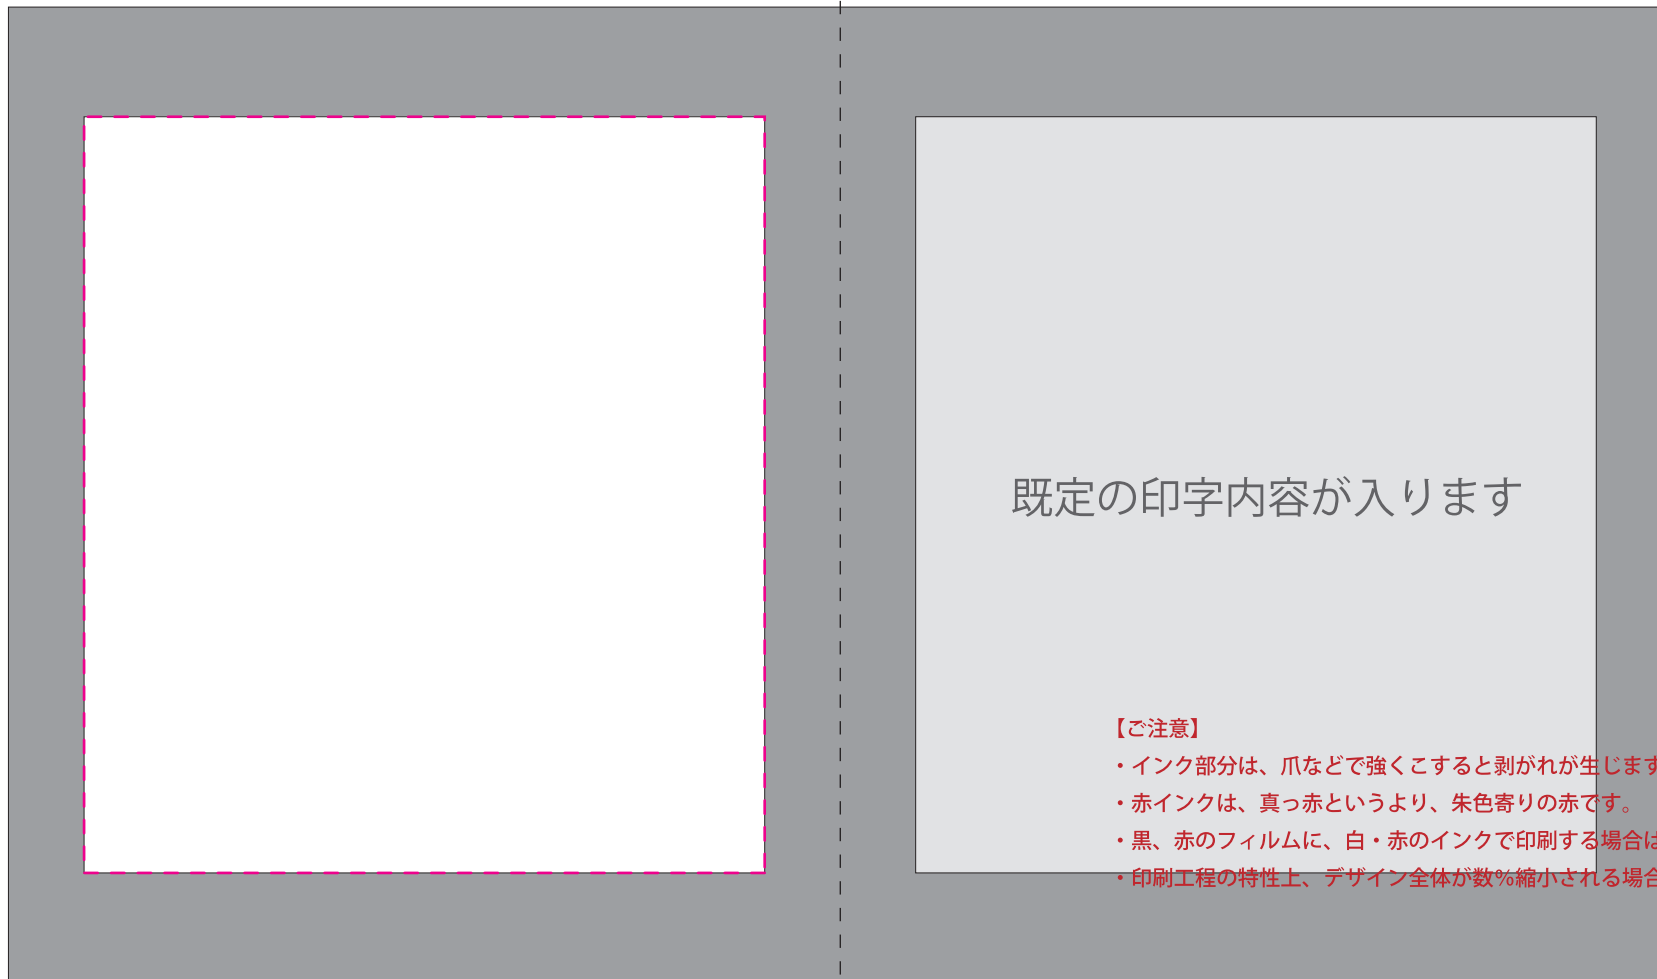 既定の印字内容が入ります
【ご注意】
・インク部分は、爪などで強くこすると剥がれが生じます
・赤インクは、真っ赤というより、朱色寄りの赤です。
・黒、赤のフィルムに、白・赤のインクで印刷する場合は
・印刷工程の特性上、デザイン全体が数%縮小される場合